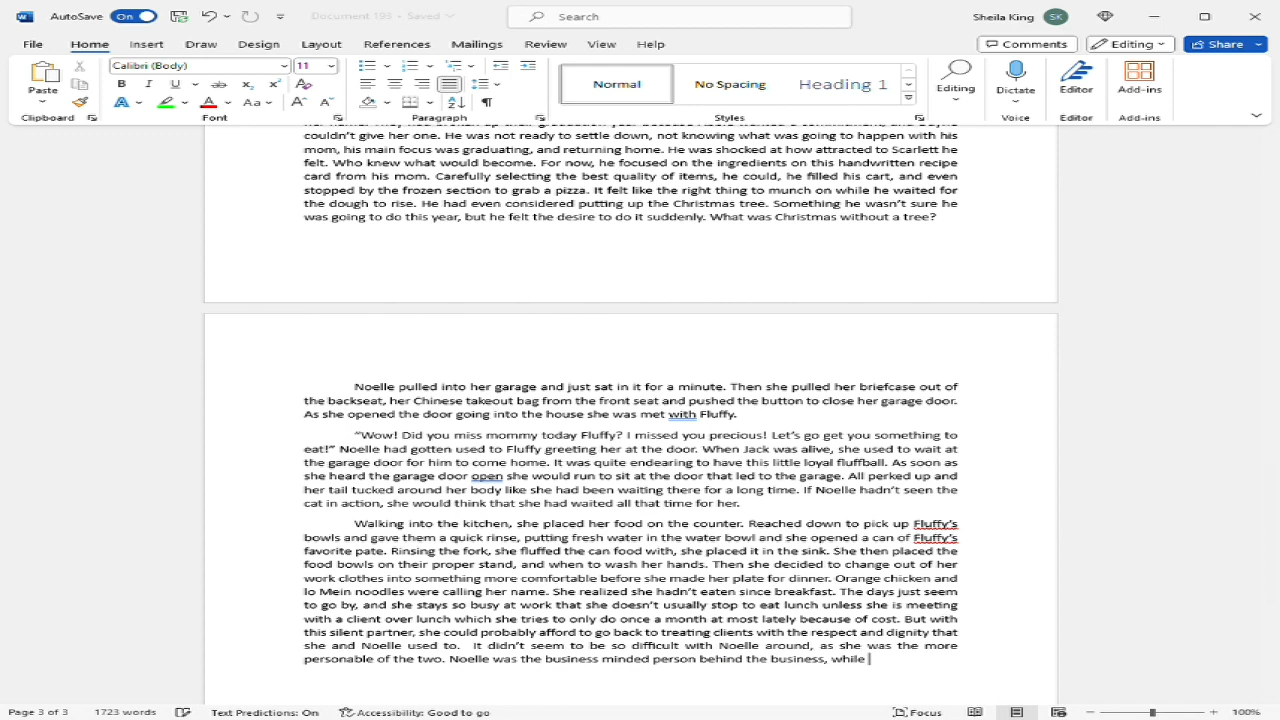 AutoSave On Document 195 - Saved Search Sheila King SK
File Home Insert Draw Design Layout References Mailings Review View Help Comments Editing Share
Paste Calibri (Body) 11 Normal No Spacing Heading 1 Editing Dictate Editor Add-ins
Clipboard Font Paragraph Styles Voice Editor Add-ins
couldn't give her one. He was not ready to settle down, not knowing what was going to happen with his
mom, his main focus was graduating, and returning home. He was shocked at how attracted to Scarlett he
felt. Who knew what would become. For now, he focused on the ingredients on this handwritten recipe
card from his mom. Carefully selecting the best quality of items, he could, he filled his cart, and even
stopped by the frozen section to grab a pizza. It felt like the right thing to munch on while he waited for
the dough to rise. He had even considered putting up the Christmas tree. Something he wasn't sure he
was going to do this year, but he felt the desire to do it suddenly. What was Christmas without a tree?
Noelle pulled into her garage and just sat in it for a minute. Then she pulled her briefcase out of
the backseat, her Chinese takeout bag from the front seat and pushed the button to close her garage door.
As she opened the door going into the house she was met with Fluffy.
"Wow! Did you miss mommy today Fluffy? I missed you precious! Let's go get you something to
eat!" Noelle had gotten used to Fluffy greeting her at the door. When Jack was alive, she used to wait at
the garage door for him to come home. It was quite endearing to have this little loyal fluffball. As soon as
she heard the garage door open she would run to sit at the door that led to the garage. All perked up and
her tail tucked around her body like she had been waiting there for a long time. If Noelle hadn't seen the
cat in action, she would think that she had waited all that time for her.
Walking into the kitchen, she placed her food on the counter. Reached down to pick up Fluffy's
bowls and gave them a quick rinse, putting fresh water in the water bowl and she opened a can of Fluffy's
favorite pate. Rinsing the fork, she fluffed the can food with, she placed it in the sink. She then placed the
food bowls on their proper stand, and when to wash her hands. Then she decided to change out of her
work clothes into something more comfortable before she made her plate for dinner. Orange chicken and
lo Mein noodles were calling her name. She realized she hadn't eaten since breakfast. The days just seem
to go by, and she stays so busy at work that she doesn't usually stop to eat lunch unless she is meeting
with a client over lunch which she tries to only do once a month at most lately because of cost. But with
this silent partner, she could probably afford to go back to treating clients with the respect and dignity that
she and Noelle used to. It didn't seem to be so difficult with Noelle around, as she was the more
personable of the two. Noelle was the business minded person behind the business, while
Page 3 of 3 1723 words Text Predictions: On Accessibility: Good to go Focus 100%